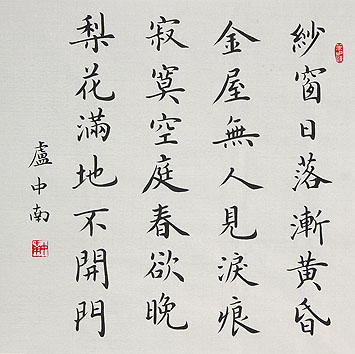 紗窗日落漸黃昏
金屋無人見淚痕
寂寞空庭春欲晚
梨花滿地不開門
盧中南